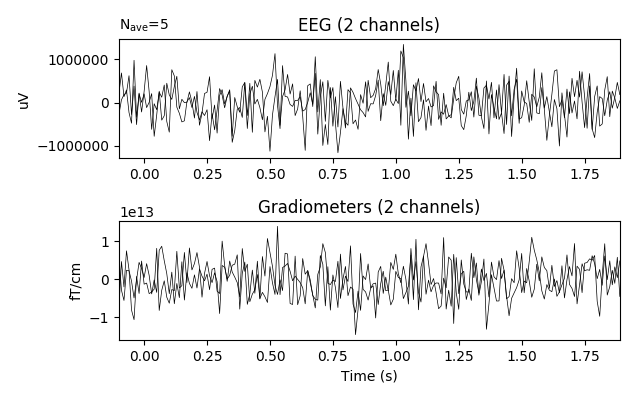 N_ave=5
EEG (2 channels)
1000000
0
−1000000
uV
0.00 0.25 0.50 0.75 1.00 1.25 1.50 1.75
1e13
Gradiometers (2 channels)
1
0
−1
fT/cm
0.00 0.25 0.50 0.75 1.00 1.25 1.50 1.75
Time (s)